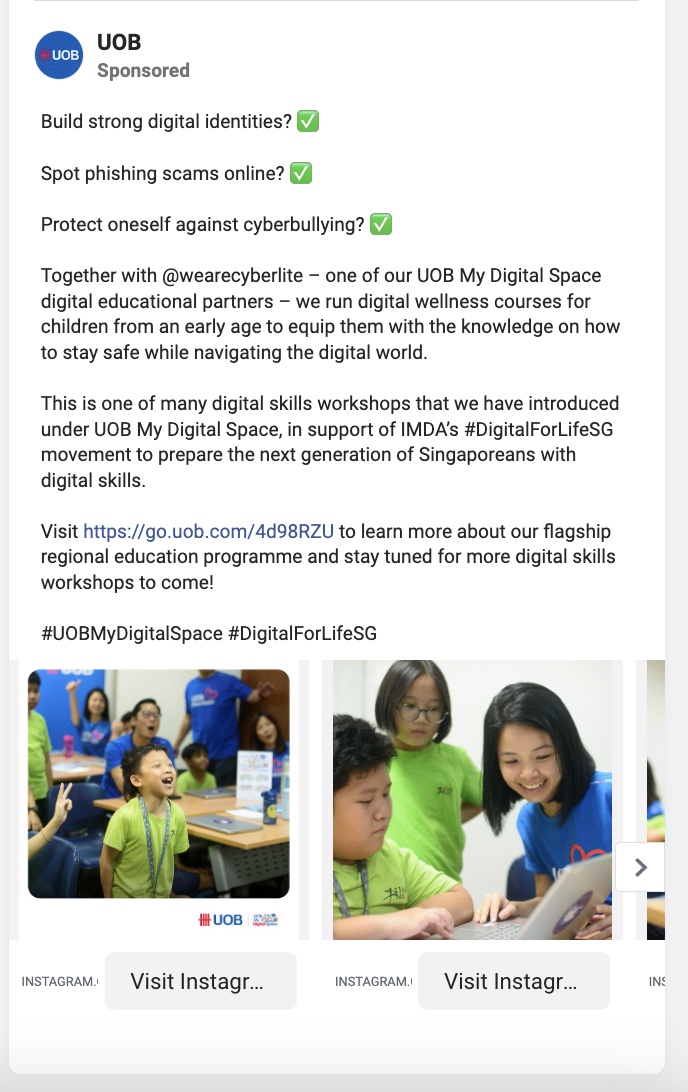 UOB
UOB
Sponsored
Build strong digital identities? ✅
Spot phishing scams online? ✅
Protect oneself against cyberbullying? ✅
Together with @wearecyberlite – one of our UOB My Digital Space
digital educational partners – we run digital wellness courses for
children from an early age to equip them with the knowledge on how
to stay safe while navigating the digital world.
This is one of many digital skills workshops that we have introduced
under UOB My Digital Space, in support of IMDA’s #DigitalForLifeSG
movement to prepare the next generation of Singaporeans with
digital skills.
Visit https://go.uob.com/4d98RZU to learn more about our flagship
regional education programme and stay tuned for more digital skills
workshops to come!
#UOBMyDigitalSpace #DigitalForLifeSG
UOB
INSTAGRAM.
Visit Instagr...
INSTAGRAM.
Visit Instagr...
INS